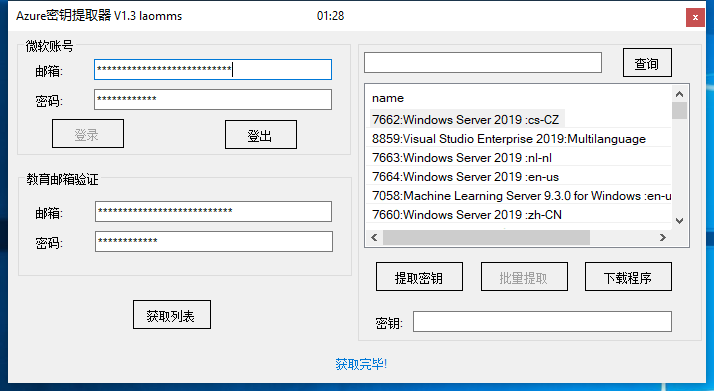 Azure密钥提取器 V1.3 laomms 01:28 x
微软账号
邮箱: ***************************
密码: ************
登录 登出
教育邮箱验证
邮箱: ***************************
密码: ************
获取列表
查询
name
7662:Windows Server 2019 :cs-CZ
8859:Visual Studio Enterprise 2019:Multilanguage
7663:Windows Server 2019 :nl-nl
7664:Windows Server 2019 :en-us
7058:Machine Learning Server 9.3.0 for Windows :en-u
7660:Windows Server 2019 :zh-CN
提取密钥 批量提取 下载程序
密钥:
获取完毕!